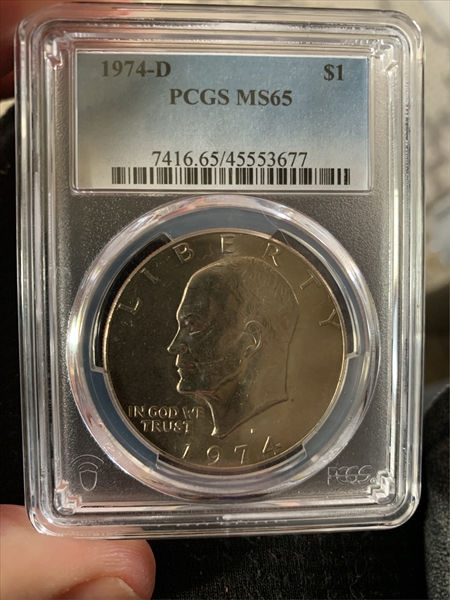 1974-D $1
PCGS MS65
7416.65/45553677
LIBERTY
IN GOD WE
TRUST
D
1974
PCGS